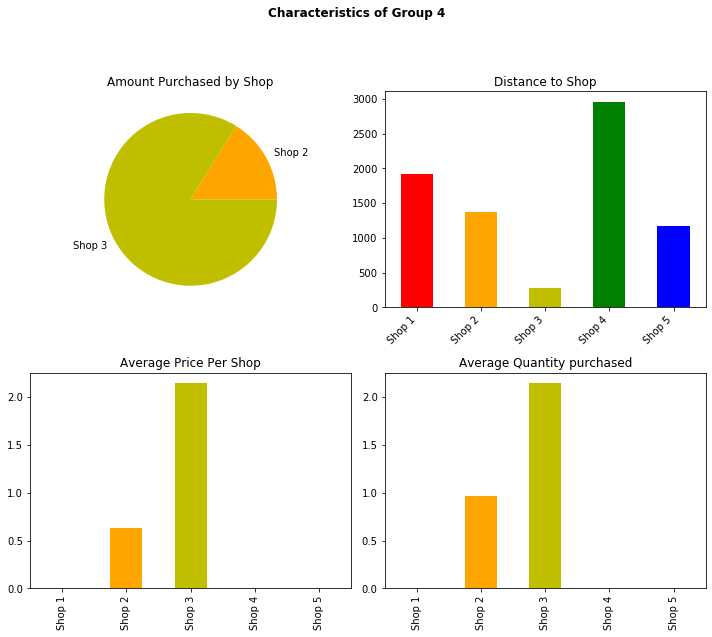 Characteristics of Group 4
Amount Purchased by Shop
Shop 2
Shop 3
Distance to Shop
3000
2500
2000
1500
1000
500
0
Shop 1
Shop 2
Shop 3
Shop 4
Shop 5
Average Price Per Shop
2.0
1.5
1.0
0.5
0.0
Shop 1
Shop 2
Shop 3
Shop 4
Shop 5
Average Quantity purchased
2.0
1.5
1.0
0.5
0.0
Shop 1
Shop 2
Shop 3
Shop 4
Shop 5